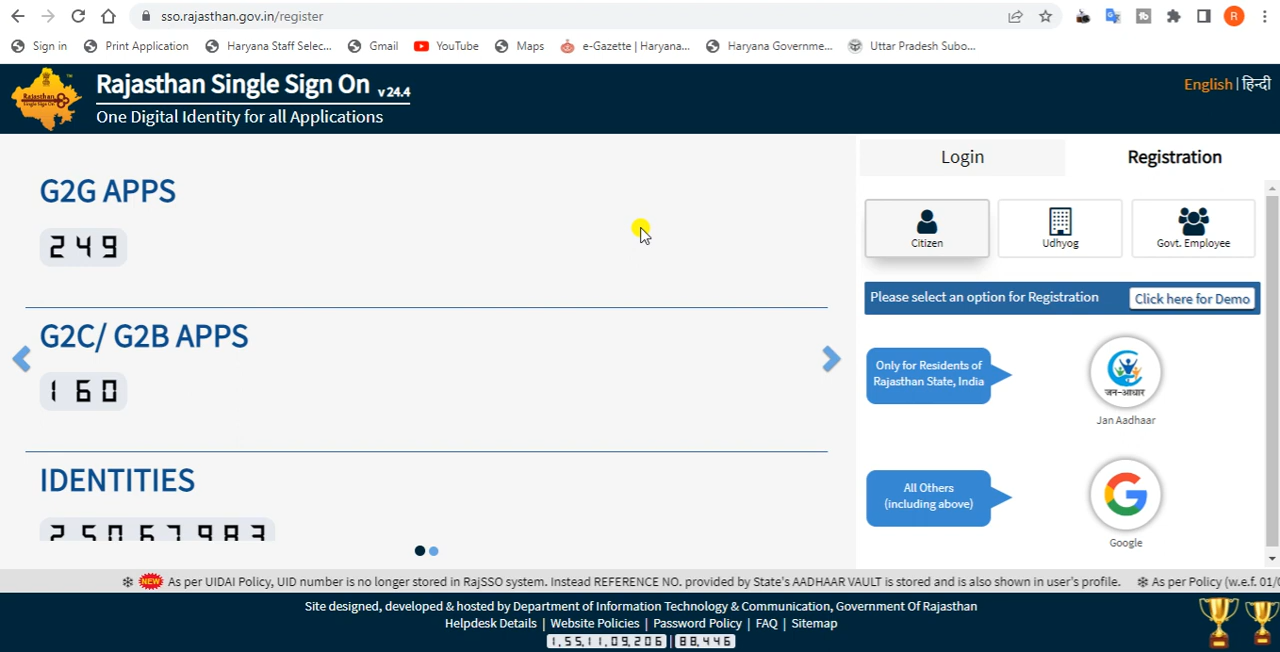 sso.rajasthan.gov.in/register
R
Sign in
Print Application
Haryana Staff Selec...
Gmail
YouTube
Maps
e-Gazette | Haryana...
Haryana Governme...
Uttar Pradesh Subo...
Rajasthan Single Sign On v 24.4
One Digital Identity for all Applications
English | हिन्दी
G2G APPS
249
G2C/ G2B APPS
160
IDENTITIES
25067983
Login
Registration
Citizen
Udhyog
Govt. Employee
Please select an option for Registration
Click here for Demo
Only for Residents of
Rajasthan State, India
जन-आधार
Jan Aadhaar
All Others
(including above)
Google
NEW As per UIDAI Policy, UID number is no longer stored in RajSSO system. Instead REFERENCE NO. provided by State's AADHAAR VAULT is stored and is also shown in user's profile. As per Policy (w.e.f. 01/0
Site designed, developed & hosted by Department of Information Technology & Communication, Government Of Rajasthan
Helpdesk Details | Website Policies | Password Policy | FAQ | Sitemap
1,55,11,09,206 | 88,446